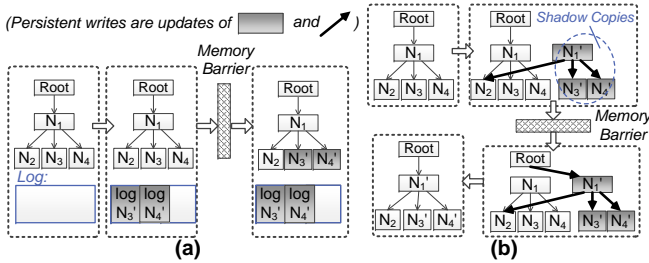 (Persistent writes are updates of and )
Memory
Barrier
Root
N1
N2 N3 N4
Log:
Root
N1
N2 N3 N4
log log
N3' N4'
Root
N1
N2 N3' N4'
log log
N3' N4'
(a)
Root
N1
N2 N3 N4
Shadow Copies
Root
N1 N1'
N2 N3 N4 N3' N4'
Memory
Barrier
Root
N1 N1'
N2 N3 N4 N3' N4'
Root
N1'
N2 N3' N4'
(b)